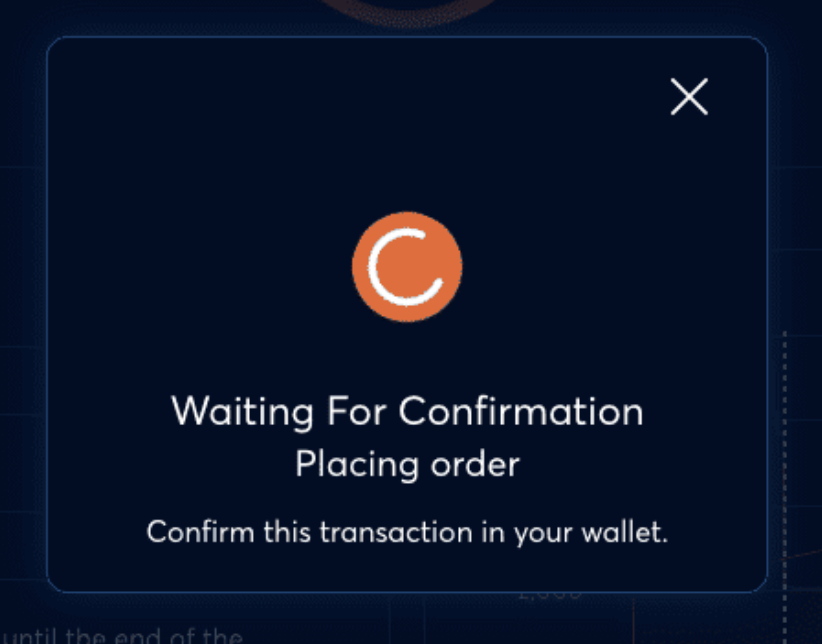 Waiting For Confirmation
Placing order
Confirm this transaction in your wallet.
until the end of the